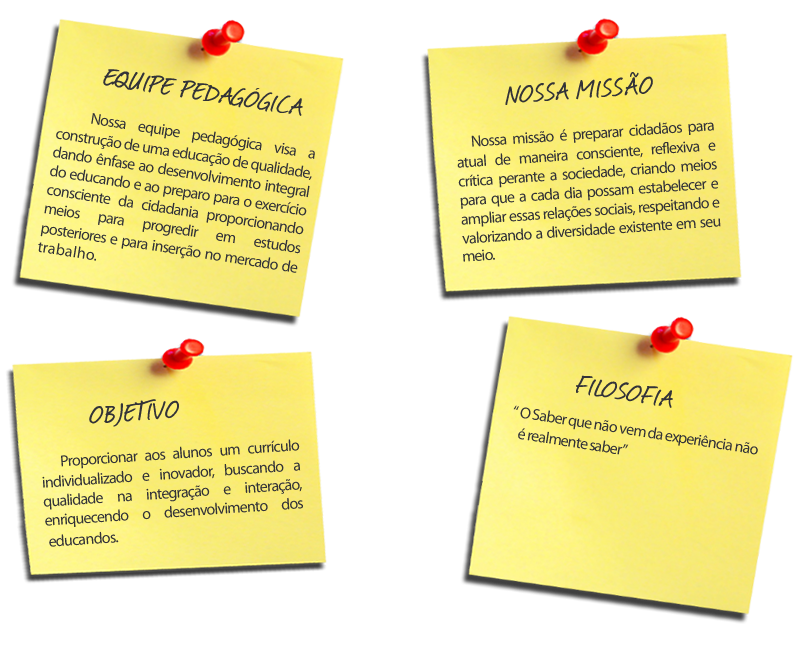 EQUIPE PEDAGÓGICA
Nossa equipe pedagógica visa a
construção de uma educação de qualidade,
dando ênfase ao desenvolvimento integral
do educando e ao preparo para o exercício
consciente da cidadania proporcionando
meios para progredir em estudos
posteriores e para inserção no mercado de
trabalho.
NOSSA MISSÃO
Nossa missão é preparar cidadãos para
atual de maneira consciente, reflexiva e
crítica perante a sociedade, criando meios
para que a cada dia possam estabelecer e
ampliar essas relações sociais, respeitando e
valorizando a diversidade existente em seu
meio.
OBJETIVO
Proporcionar aos alunos um currículo
individualizado e inovador, buscando a
qualidade na integração e interação,
enriquecendo o desenvolvimento dos
educandos.
FILOSOFIA
“ O Saber que não vem da experiência não
é realmente saber”